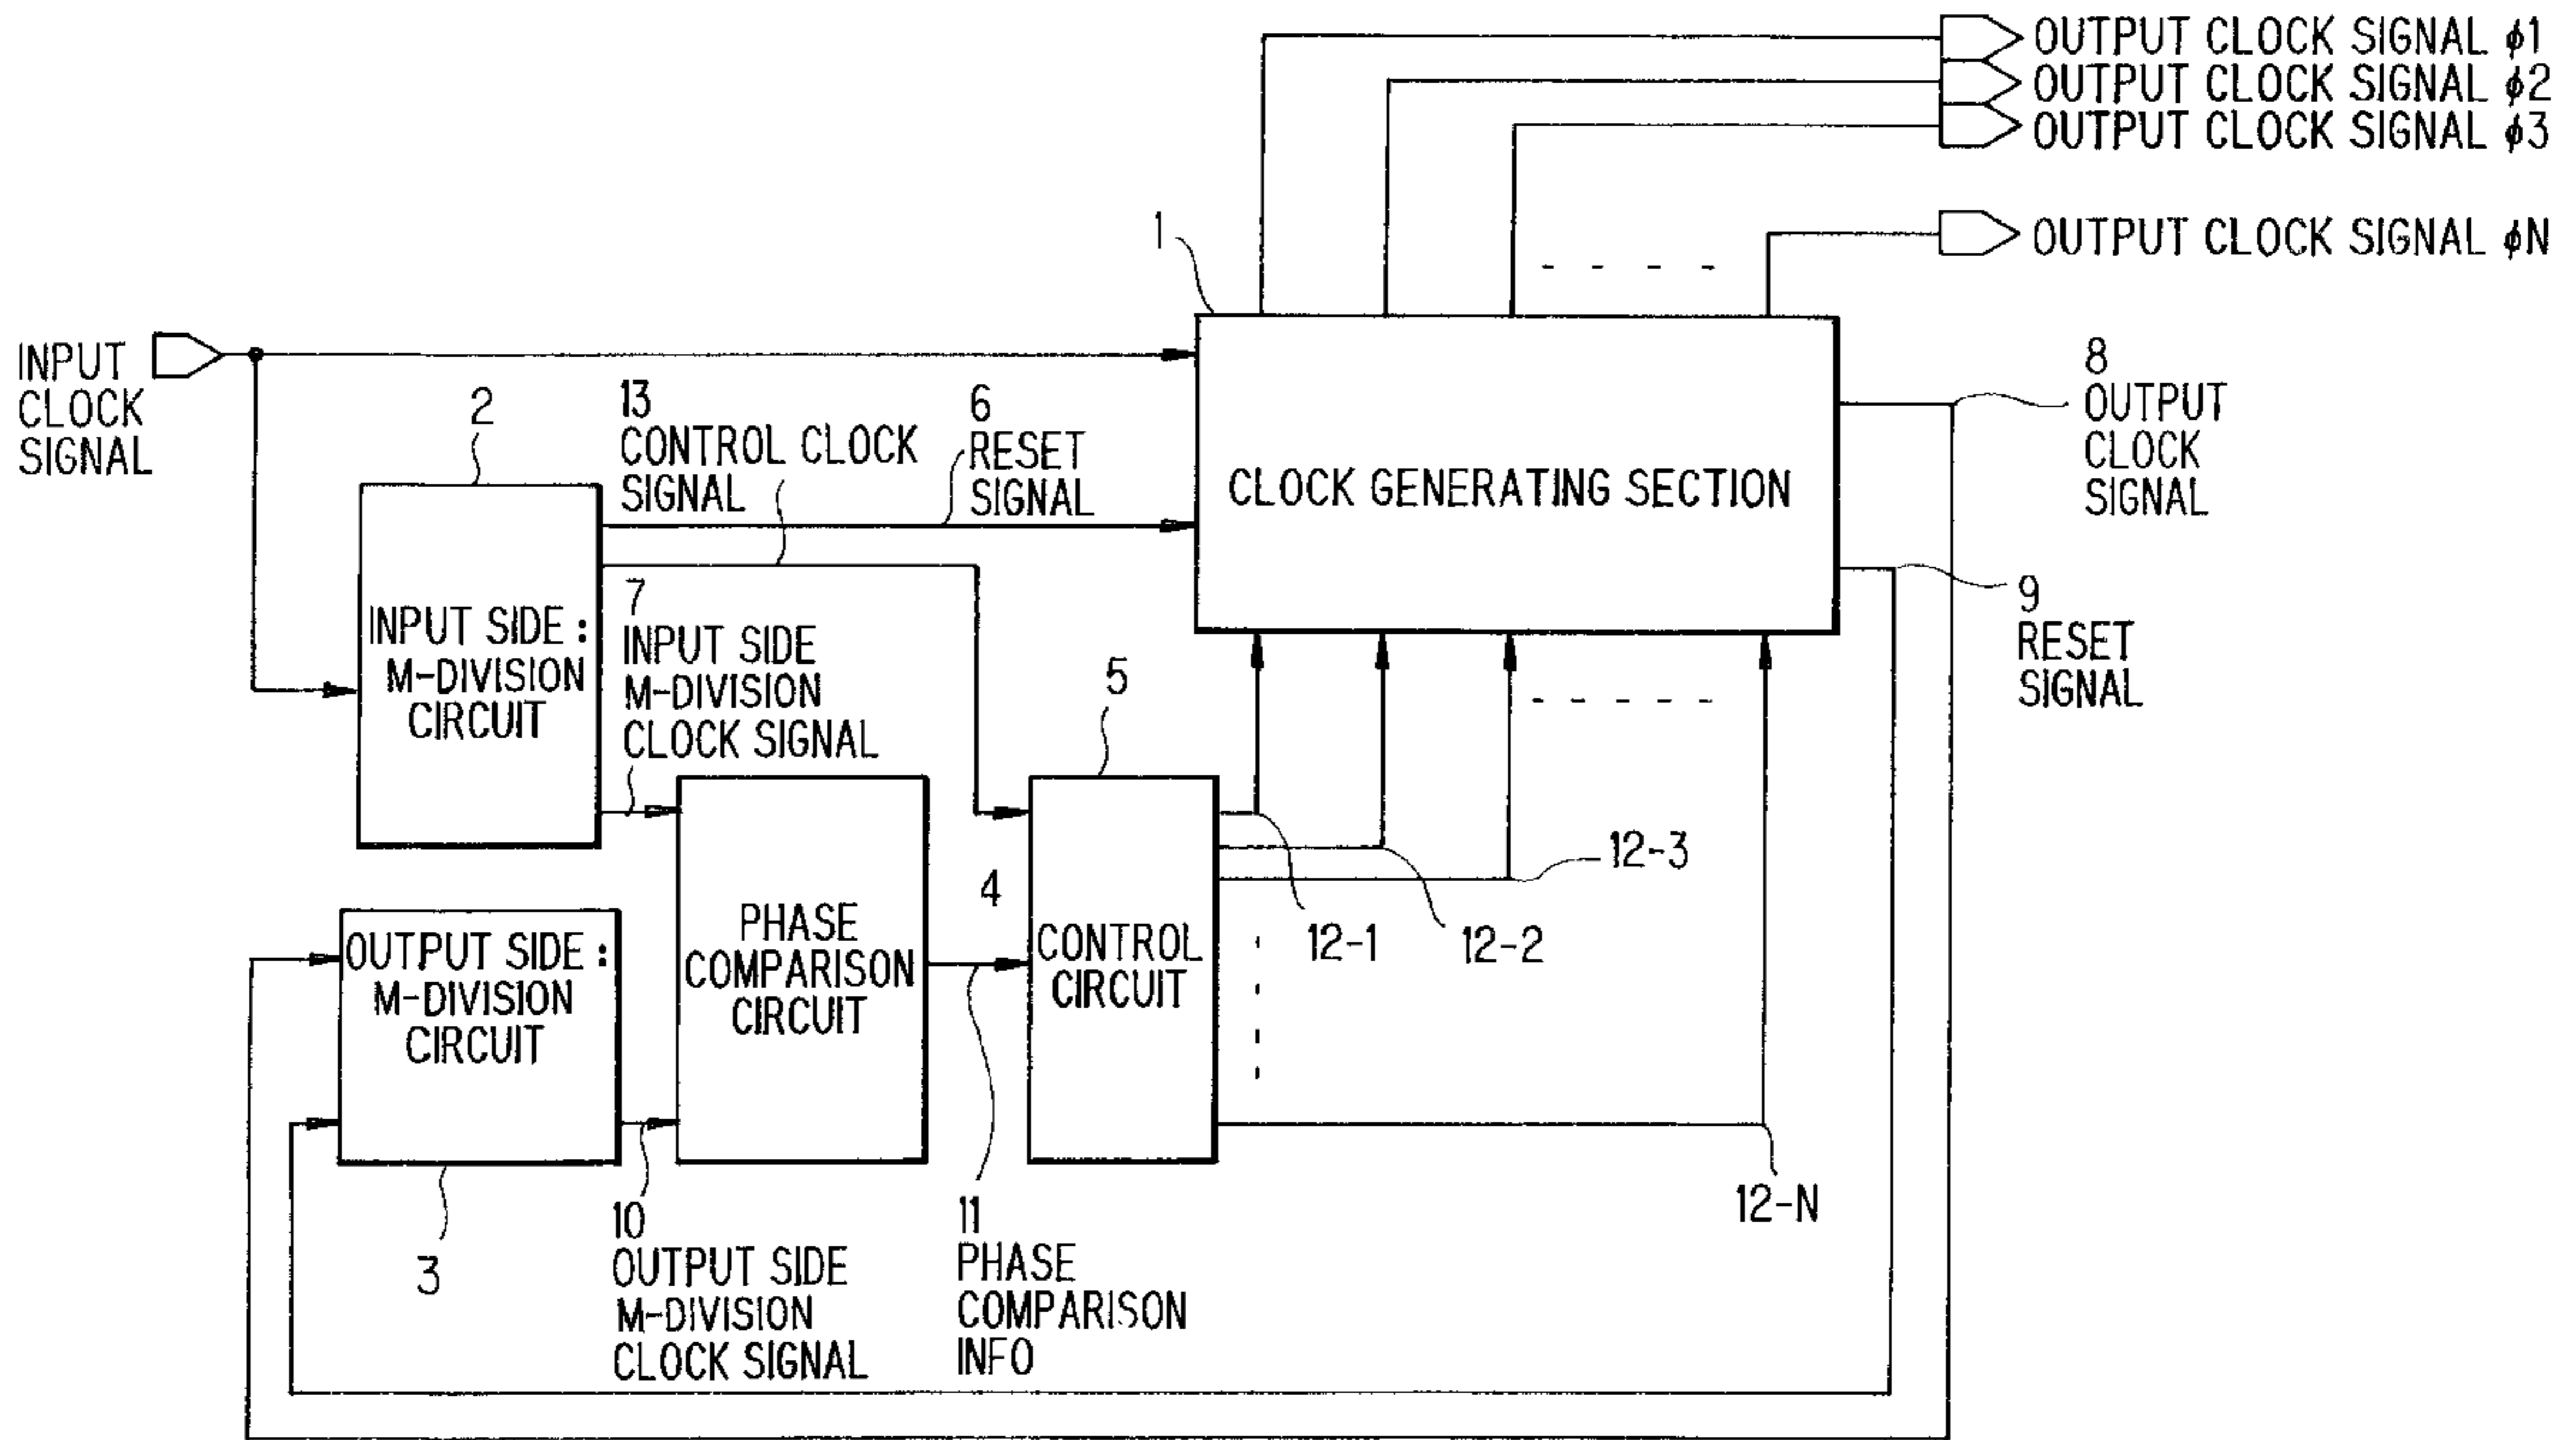 OUTPUT CLOCK SIGNAL ϕ1
OUTPUT CLOCK SIGNAL ϕ2
OUTPUT CLOCK SIGNAL ϕ3
OUTPUT CLOCK SIGNAL ϕN
1
INPUT
CLOCK
SIGNAL
2
13
CONTROL CLOCK
SIGNAL
6
RESET
SIGNAL
CLOCK GENERATING SECTION
8
OUTPUT
CLOCK
SIGNAL
9
RESET
SIGNAL
INPUT SIDE:
M-DIVISION
CIRCUIT
7
INPUT SIDE
M-DIVISION
CLOCK SIGNAL
5
4
12-3
12-1
12-2
OUTPUT SIDE:
M-DIVISION
CIRCUIT
PHASE
COMPARISON
CIRCUIT
CONTROL
CIRCUIT
12-N
3
10
OUTPUT SIDE
M-DIVISION
CLOCK SIGNAL
11
PHASE
COMPARISON
INFO